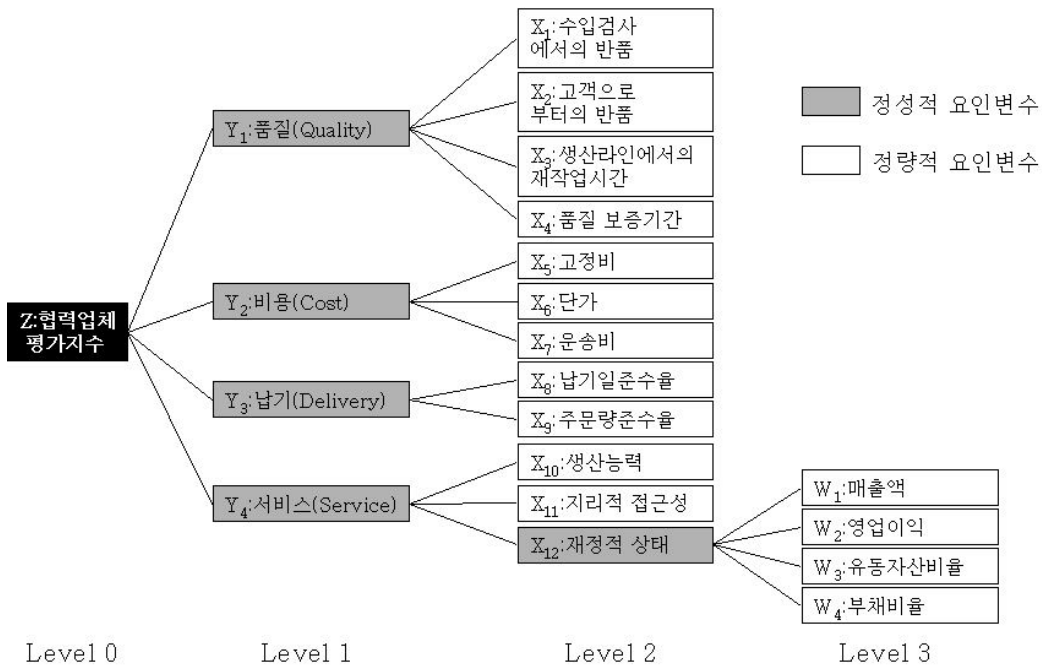 Z:협력업체
평가지수
Y1:품질(Quality)
Y2:비용(Cost)
Y3:납기(Delivery)
Y4:서비스(Service)
X1:수입검사
에서의 반품
X2:고객으로
부터의 반품
X3:생산라인에서의
재작업시간
X4:품질 보증기간
X5:고정비
X6:단가
X7:운송비
X8:납기일준수율
X9:주문량준수율
X10:생산능력
X11:지리적 접근성
X12:재정적 상태
W1:매출액
W2:영업이익
W3:유동자산비율
W4:부채비율
정성적 요인변수
정량적 요인변수
Level 0
Level 1
Level 2
Level 3